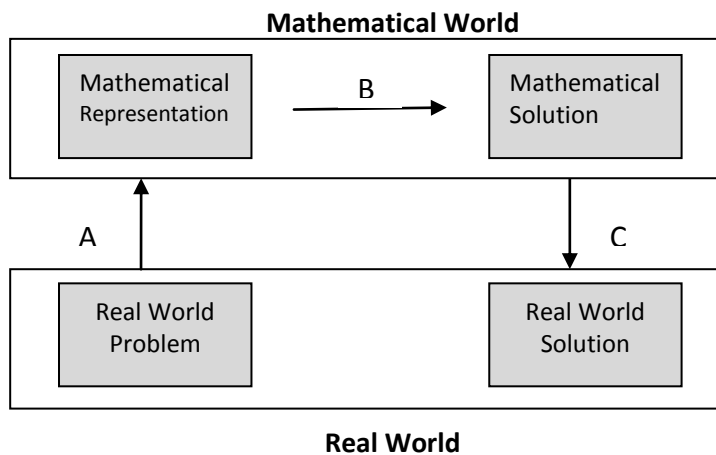 Mathematical World
Mathematical
Representation
B
Mathematical
Solution
A
C
Real World
Problem
Real World
Solution
Real World